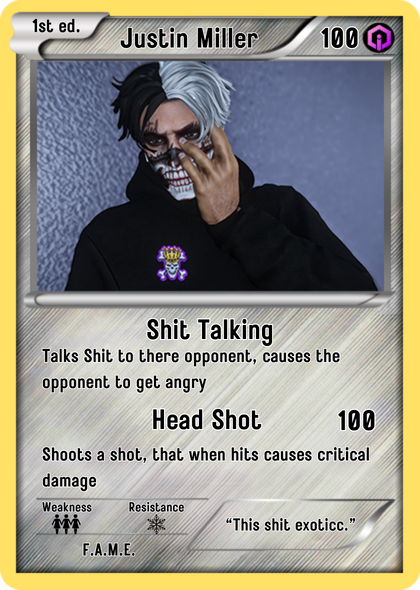 1st ed.
Justin Miller
100
Shit Talking
Talks Shit to there opponent, causes the
opponent to get angry
Head Shot 100
Shoots a shot, that when hits causes critical
damage
Weakness Resistance
"This shit exoticc."
F.A.M.E.